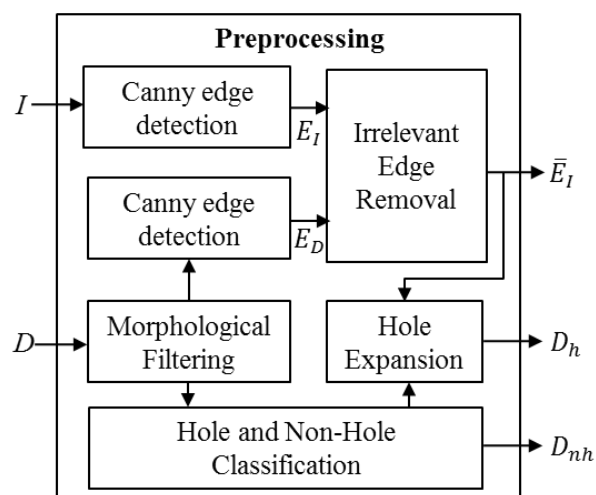 Preprocessing
I
Canny edge
detection
E_I
Irrelevant
Edge
Removal
Ē_I
Canny edge
detection
E_D
D
Morphological
Filtering
Hole
Expansion
D_h
Hole and Non-Hole
Classification
D_nh